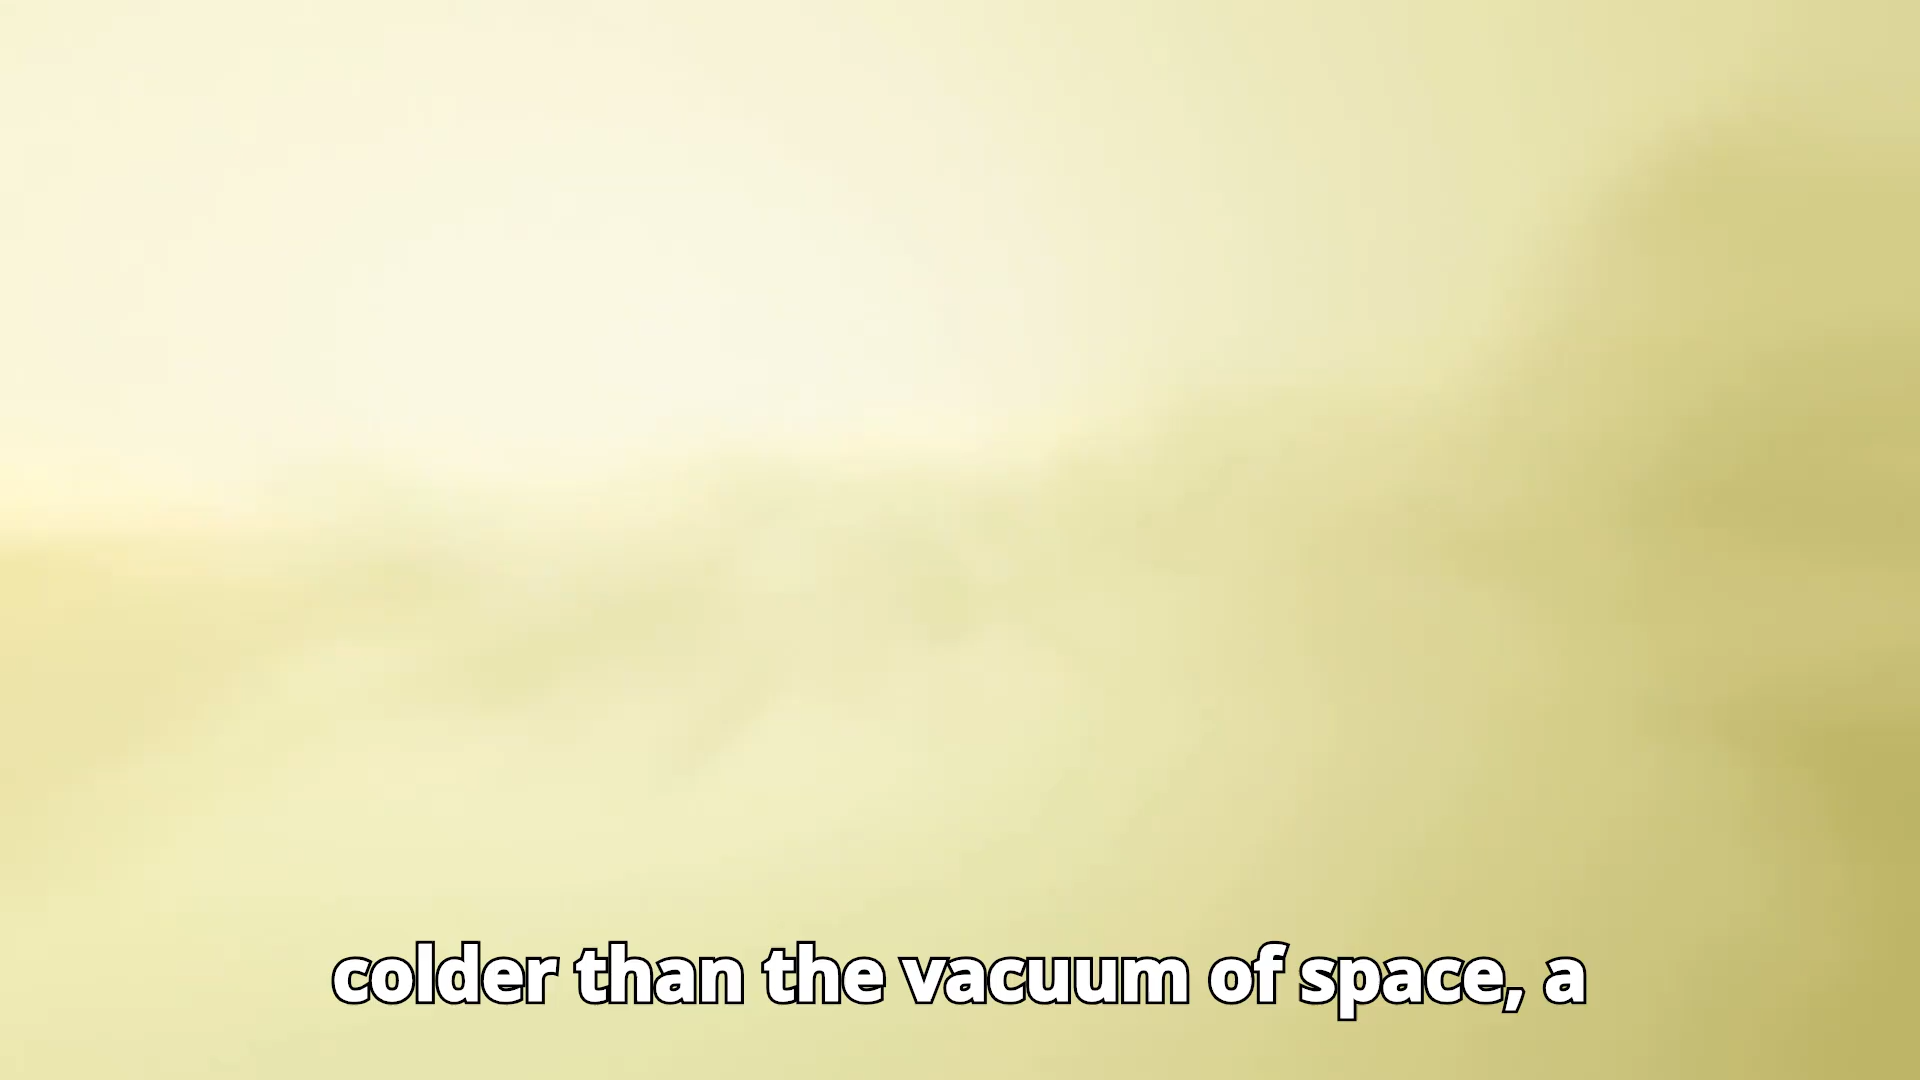 colder than the vacuum of space, a